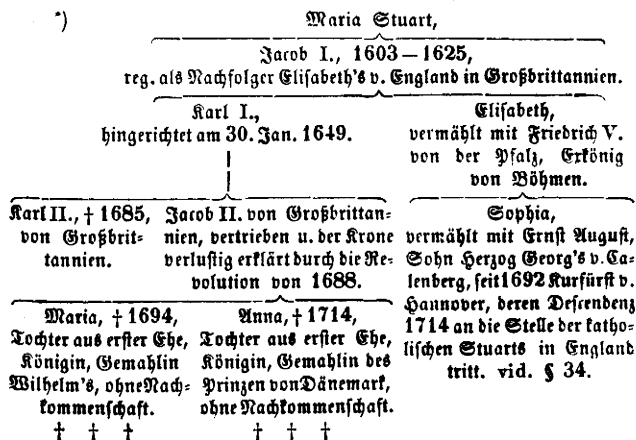 *)
Maria Stuart,
Jacob I., 1603—1625,
reg. als Nachfolger Elisabeth's v. England in Großbrittannien.
Karl I.,
hingerichtet am 30. Jan. 1649.
Elisabeth,
vermählt mit Friedrich V.
von der Pfalz, Exkönig
von Böhmen.
Karl II., † 1685,
von Großbrit-
tannien.
Jacob II. von Großbrittan-
nien, vertrieben u. der Krone
verlustig erklärt durch die Re-
volution von 1688.
Sophia,
vermählt mit Ernst August,
Sohn Herzog Georg's v. Ca-
lenberg, seit 1692 Kurfürst v.
Hannover, deren Descendenz
1714 an die Stelle der katho-
lischen Stuarts in England
tritt. vid. § 34.
Maria, † 1694,
Tochter aus erster Ehe,
Königin, Gemahlin
Wilhelm's, ohne Nach-
kommenschaft.
† † †
Anna, † 1714,
Tochter aus erster Ehe,
Königin, Gemahlin des
Prinzen von Dänemark,
ohne Nachkommenschaft.
† † †